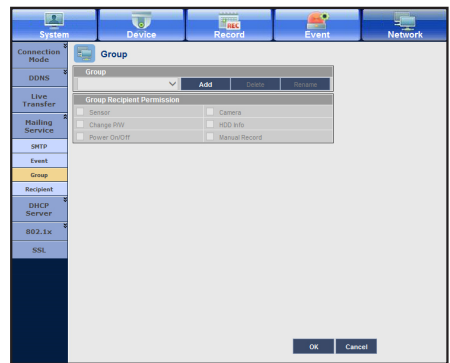 System Device Record Event Network
REC
Connection Mode
DDNS
Live Transfer
Mailing Service
SMTP
Event
Group
Recipient
DHCP Server
802.1x
SSL
Group
Group
Add Delete Rename
Group Recipient Permission
Sensor Camera
Change P/W HDD Info
Power On/Off Manual Record
OK Cancel